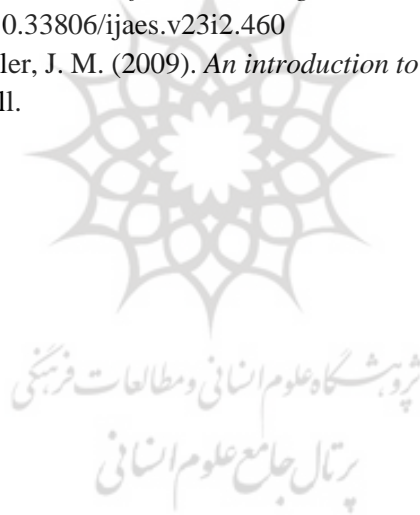 0.33806/ijaes.v23i2.460
ler, J. M. (2009). An introduction to
ll.
پژوهشگاه علوم انسانی و مطالعات فرهنگی
پرتال جامع علوم انسانی